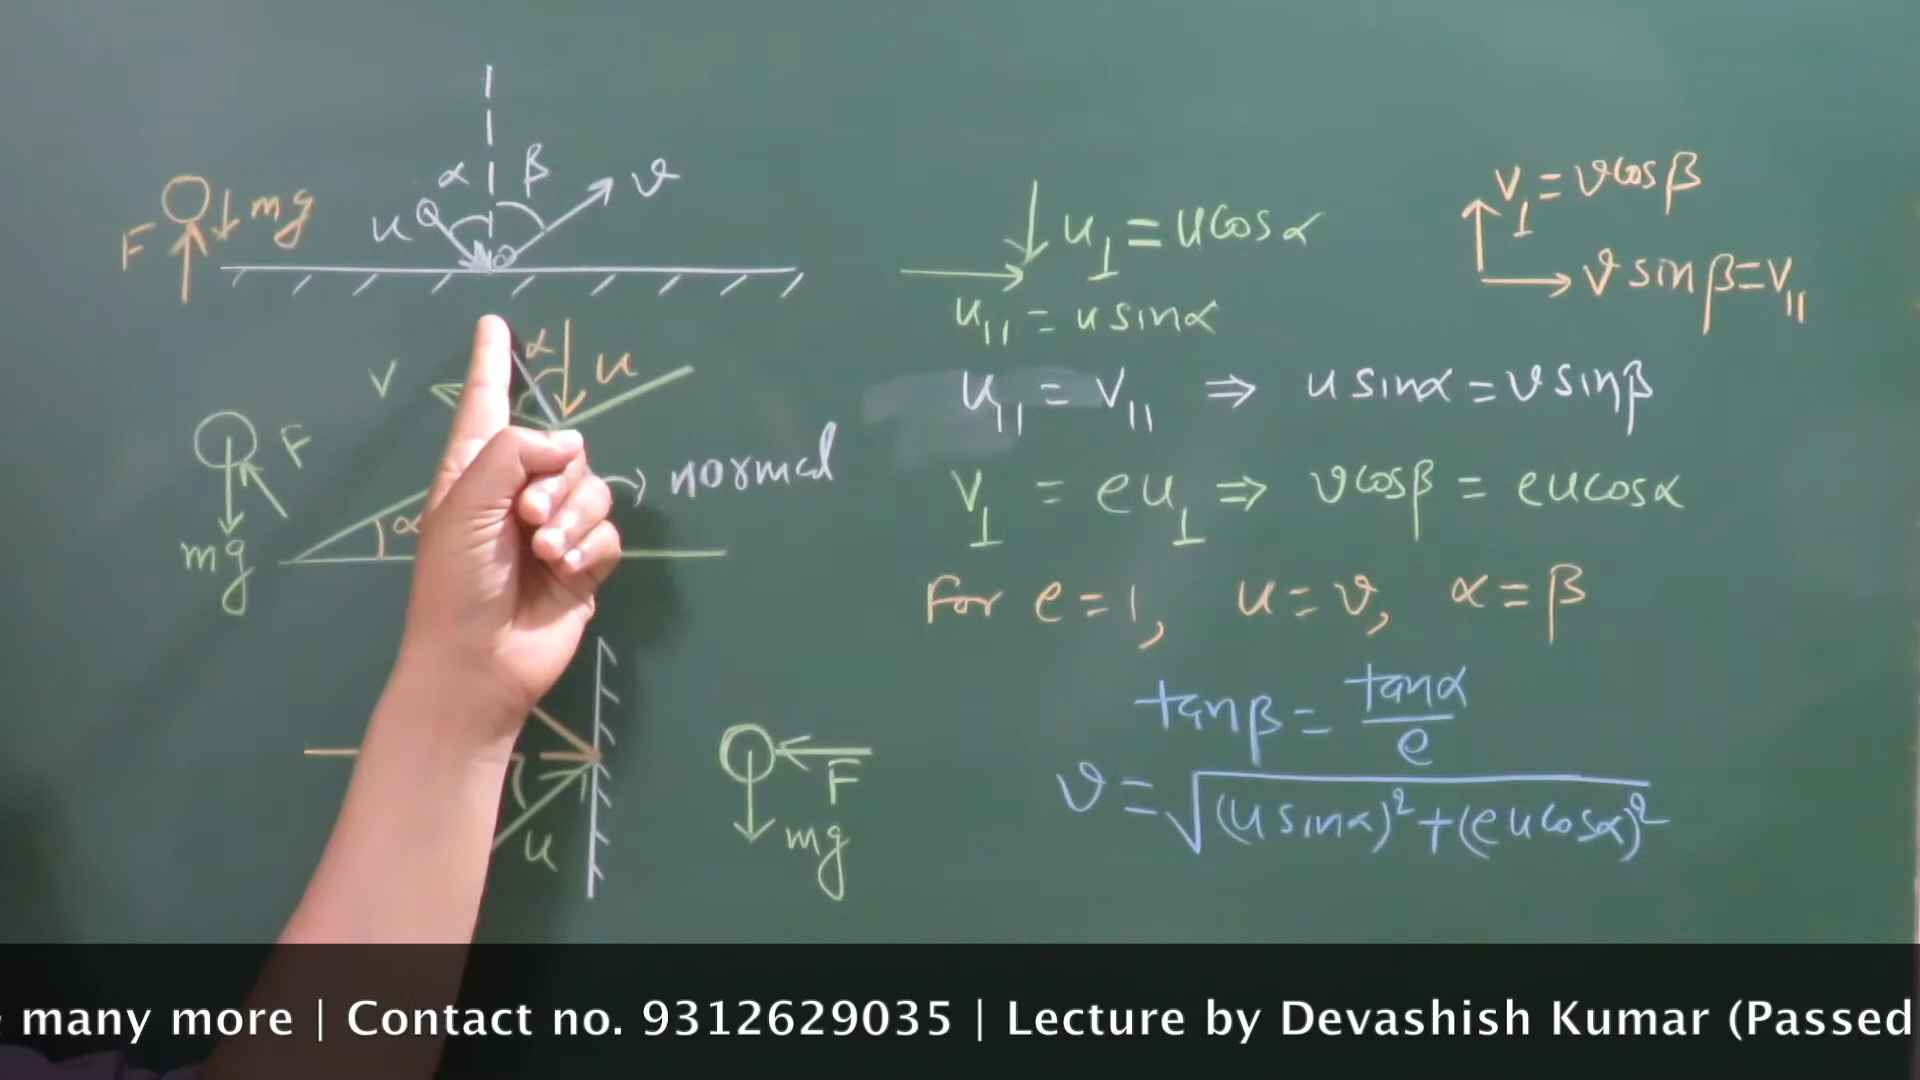 α β
u v
F mg
α u
V
F
normal
mg α
u
F
mg
u⊥ = u cos α
u∥ = u sin α
V⊥ = v cos β
v sin β = V∥
u∥ = V∥ ⇒ u sin α = v sin β
V⊥ = e u⊥ ⇒ v cos β = e u cos α
For e = 1, u = v, α = β
tan β = tan α / e
v = √(u sin α)² + (e u cos α)²
many more | Contact no. 9312629035 | Lecture by Devashish Kumar (Passed